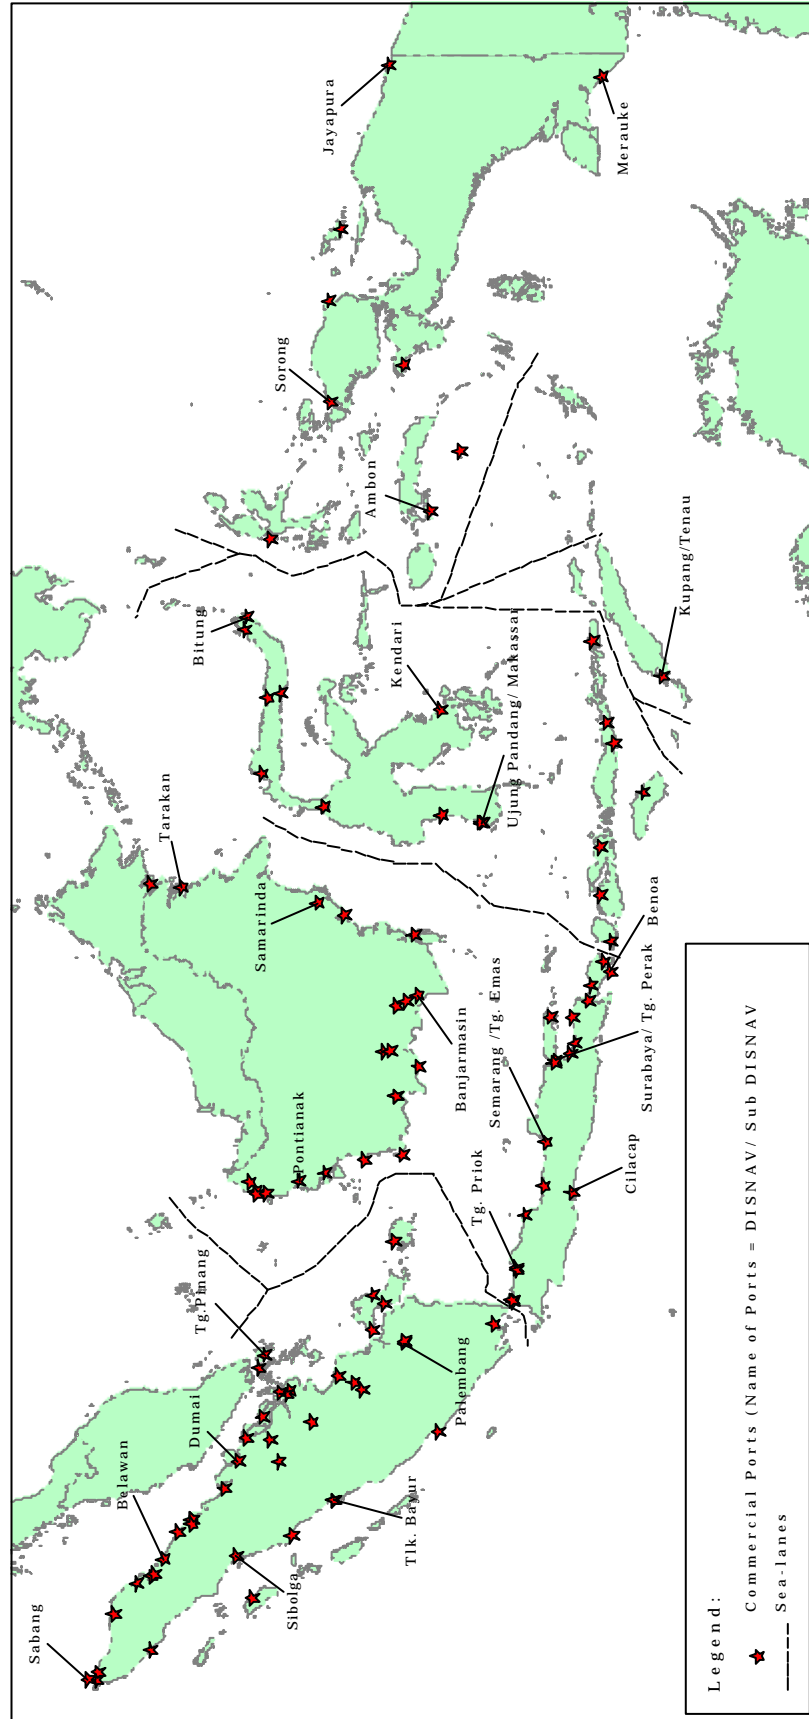 Sabang
Belawan
Dumai
Tg.Pinang
Sibolga
Tlk. Bayur
Palembang
Pontianak
Tg. Priok
Semarang /Tg. Emas
Cilacap
Surabaya/ Tg. Perak
Banjarmasin
Samarinda
Tarakan
Benoa
Ujung Pandang/ Makassar
Kendari
Bitung
Kupang/Tenau
Ambon
Sorong
Jayapura
Merauke
Legend:
Commercial Ports (Name of Ports = DISNAV/ Sub DISNAV
Sea-lanes